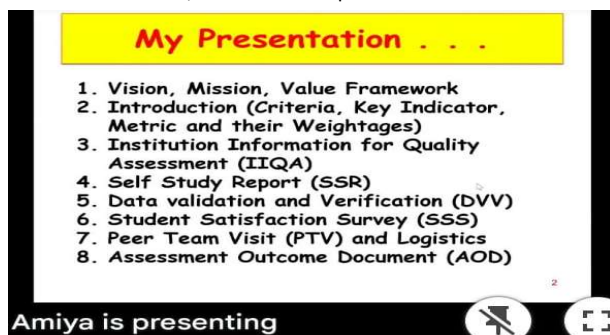 My Presentation . . .
1. Vision, Mission, Value Framework
2. Introduction (Criteria, Key Indicator,
Metric and their Weightages)
3. Institution Information for Quality
Assessment (IIQA)
4. Self Study Report (SSR)
5. Data validation and Verification (DVV)
6. Student Satisfaction Survey (SSS)
7. Peer Team Visit (PTV) and Logistics
8. Assessment Outcome Document (AOD)
2
Amiya is presenting